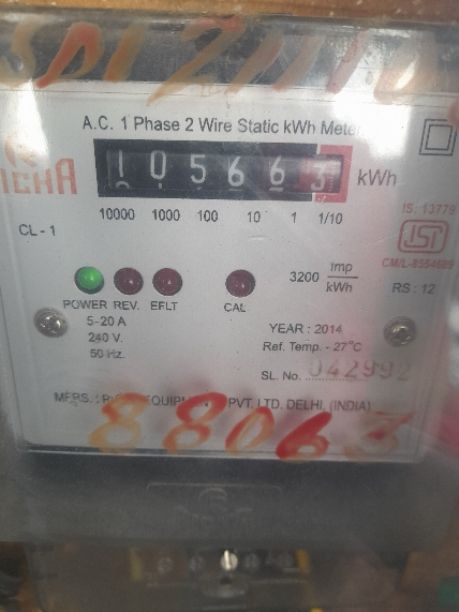 A.C. 1 Phase 2 Wire Static kWh Meter
105663 kWh
10000 1000 100 10 1 1/10
CL - 1
IS: 13779
ISI
RS : 12
3200 imp/kWh
POWER REV. EFLT CAL
5-20 A
240 V.
50 Hz.
YEAR : 2014
Ref. Temp. - 27°C
SL. No. 042992
PVT. LTD. DELHI, (INDIA)
88063